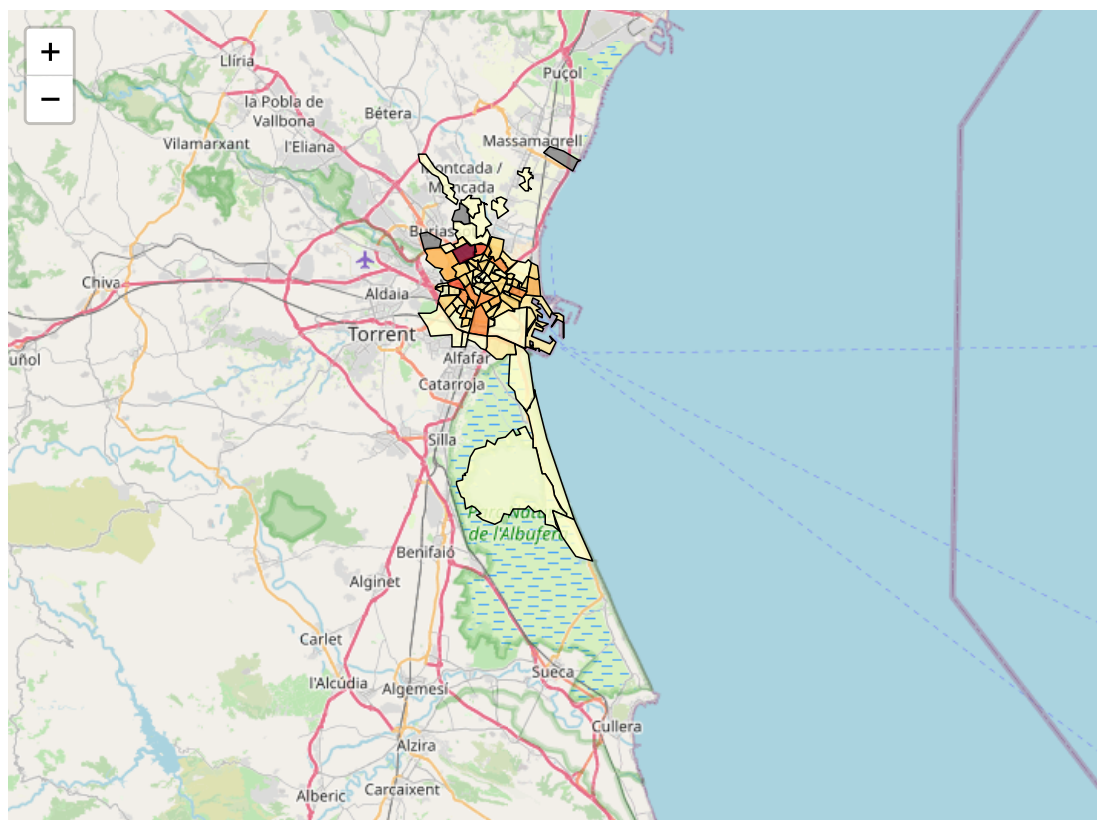 +
−
Llíria
Puçol
la Pobla de
Vallbona
Bétera
Massamagrell
Vilamarxant
l'Eliana
Montcada /
Moncada
Chiva
Aldaia
Torrent
Alfafar
Catarroja
Silla
de l'Albufera
Benifaió
Alginet
Carlet
l'Alcúdia
Algemesí
Sueca
Cullera
Alzira
Carcaixent
Alberic